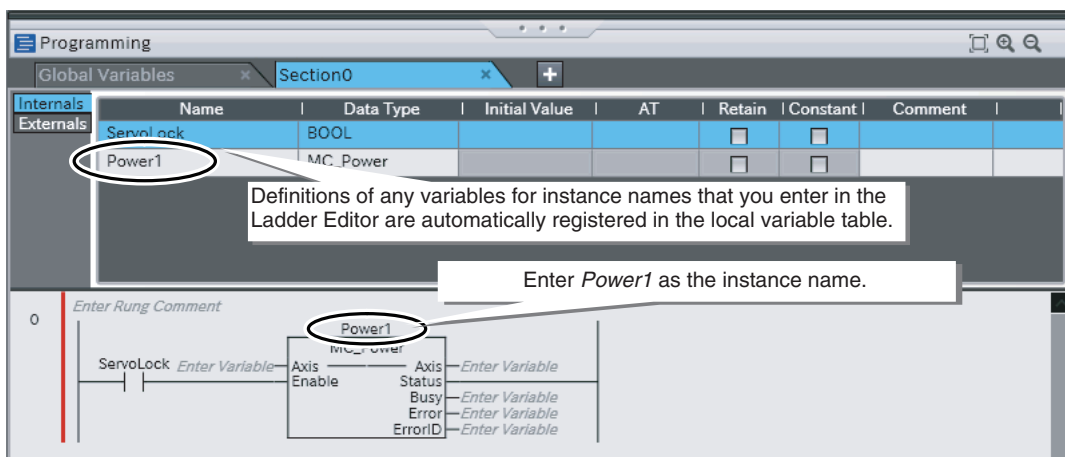 Programming
Global Variables × Section0 × +
Internals Name Data Type Initial Value AT Retain Constant Comment
Externals
ServoLock BOOL
Power1 MC_Power
Definitions of any variables for instance names that you enter in the
Ladder Editor are automatically registered in the local variable table.
Enter Power1 as the instance name.
Enter Rung Comment
0
Power1
MC_Power
ServoLock Enter Variable Axis Axis Enter Variable
Enable Status
Busy Enter Variable
Error Enter Variable
ErrorID Enter Variable